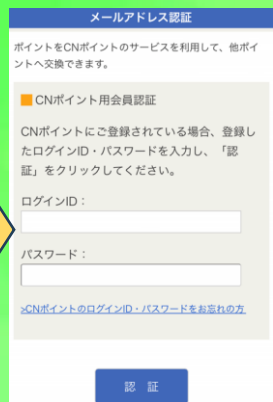 メールアドレス認証
ポイントをCNポイントのサービスを利用して、他ポイ
ントへ交換できます。
CNポイント用会員認証
CNポイントにご登録されている場合、登録し
たログインID・パスワードを入力し、「認
証」をクリックしてください。
ログインID：
パスワード：
>CNポイントのログインID・パスワードをお忘れの方
認 証